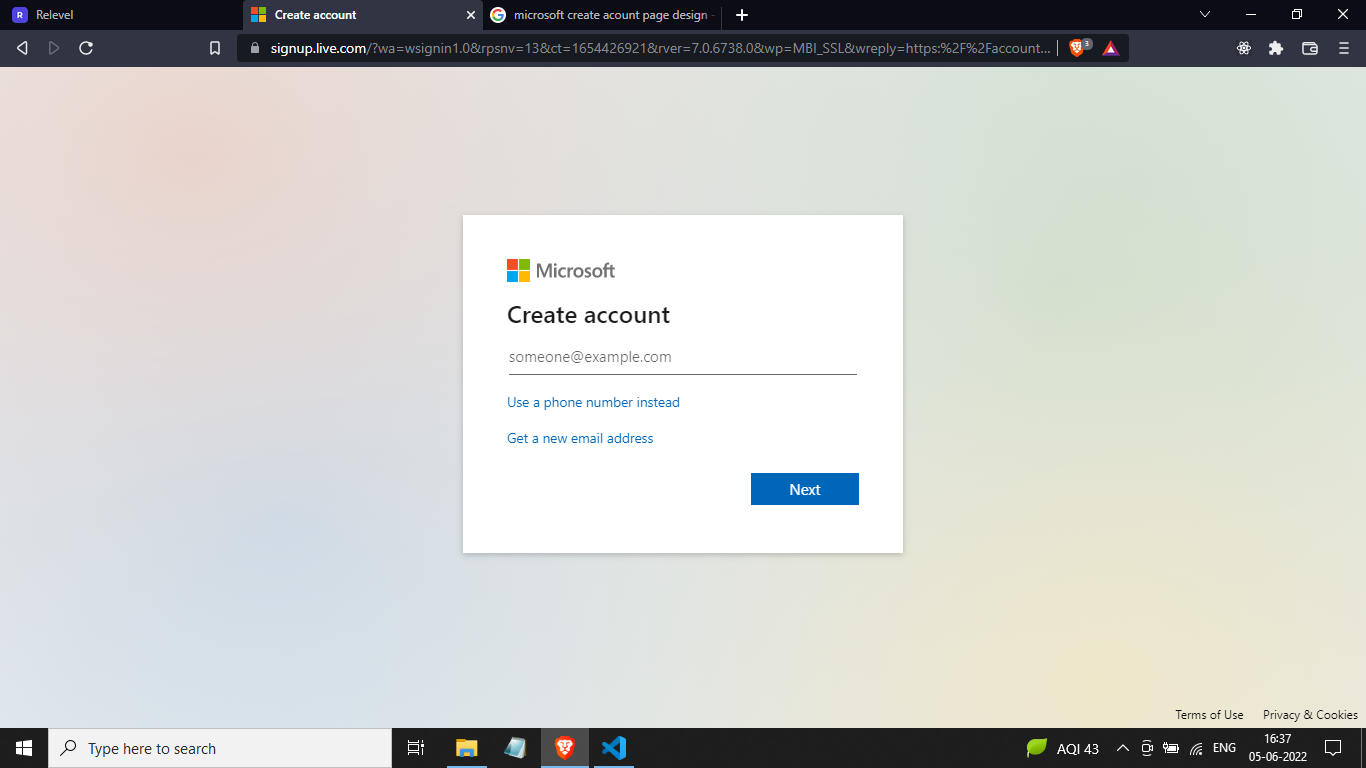 R Relevel
Create account
microsoft create acount page design -
signup.live.com/?wa=wsignin1.0&rpsnv=13&ct=1654426921&rver=7.0.6738.0&wp=MBI_SSL&wreply=https:%2F%2Faccount...
3
Microsoft
Create account
someone@example.com
Use a phone number instead
Get a new email address
Next
Terms of Use Privacy & Cookies
Type here to search
AQI 43
ENG
16:37
05-06-2022